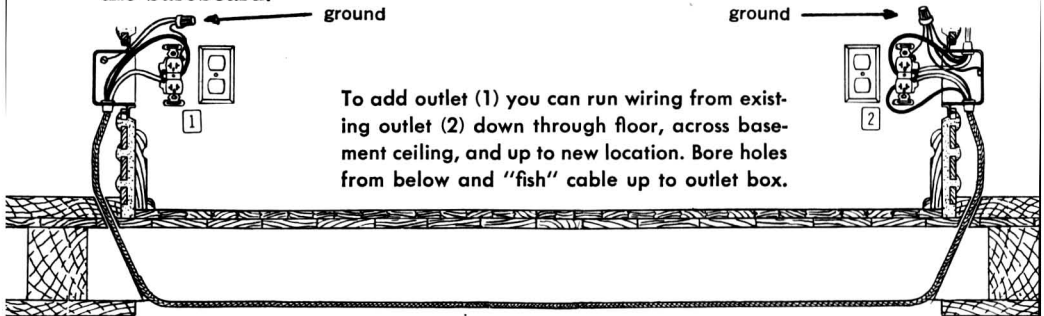 the baseboard.
ground
ground
1
2
To add outlet (1) you can run wiring from exist-
ing outlet (2) down through floor, across base-
ment ceiling, and up to new location. Bore holes
from below and "fish" cable up to outlet box.